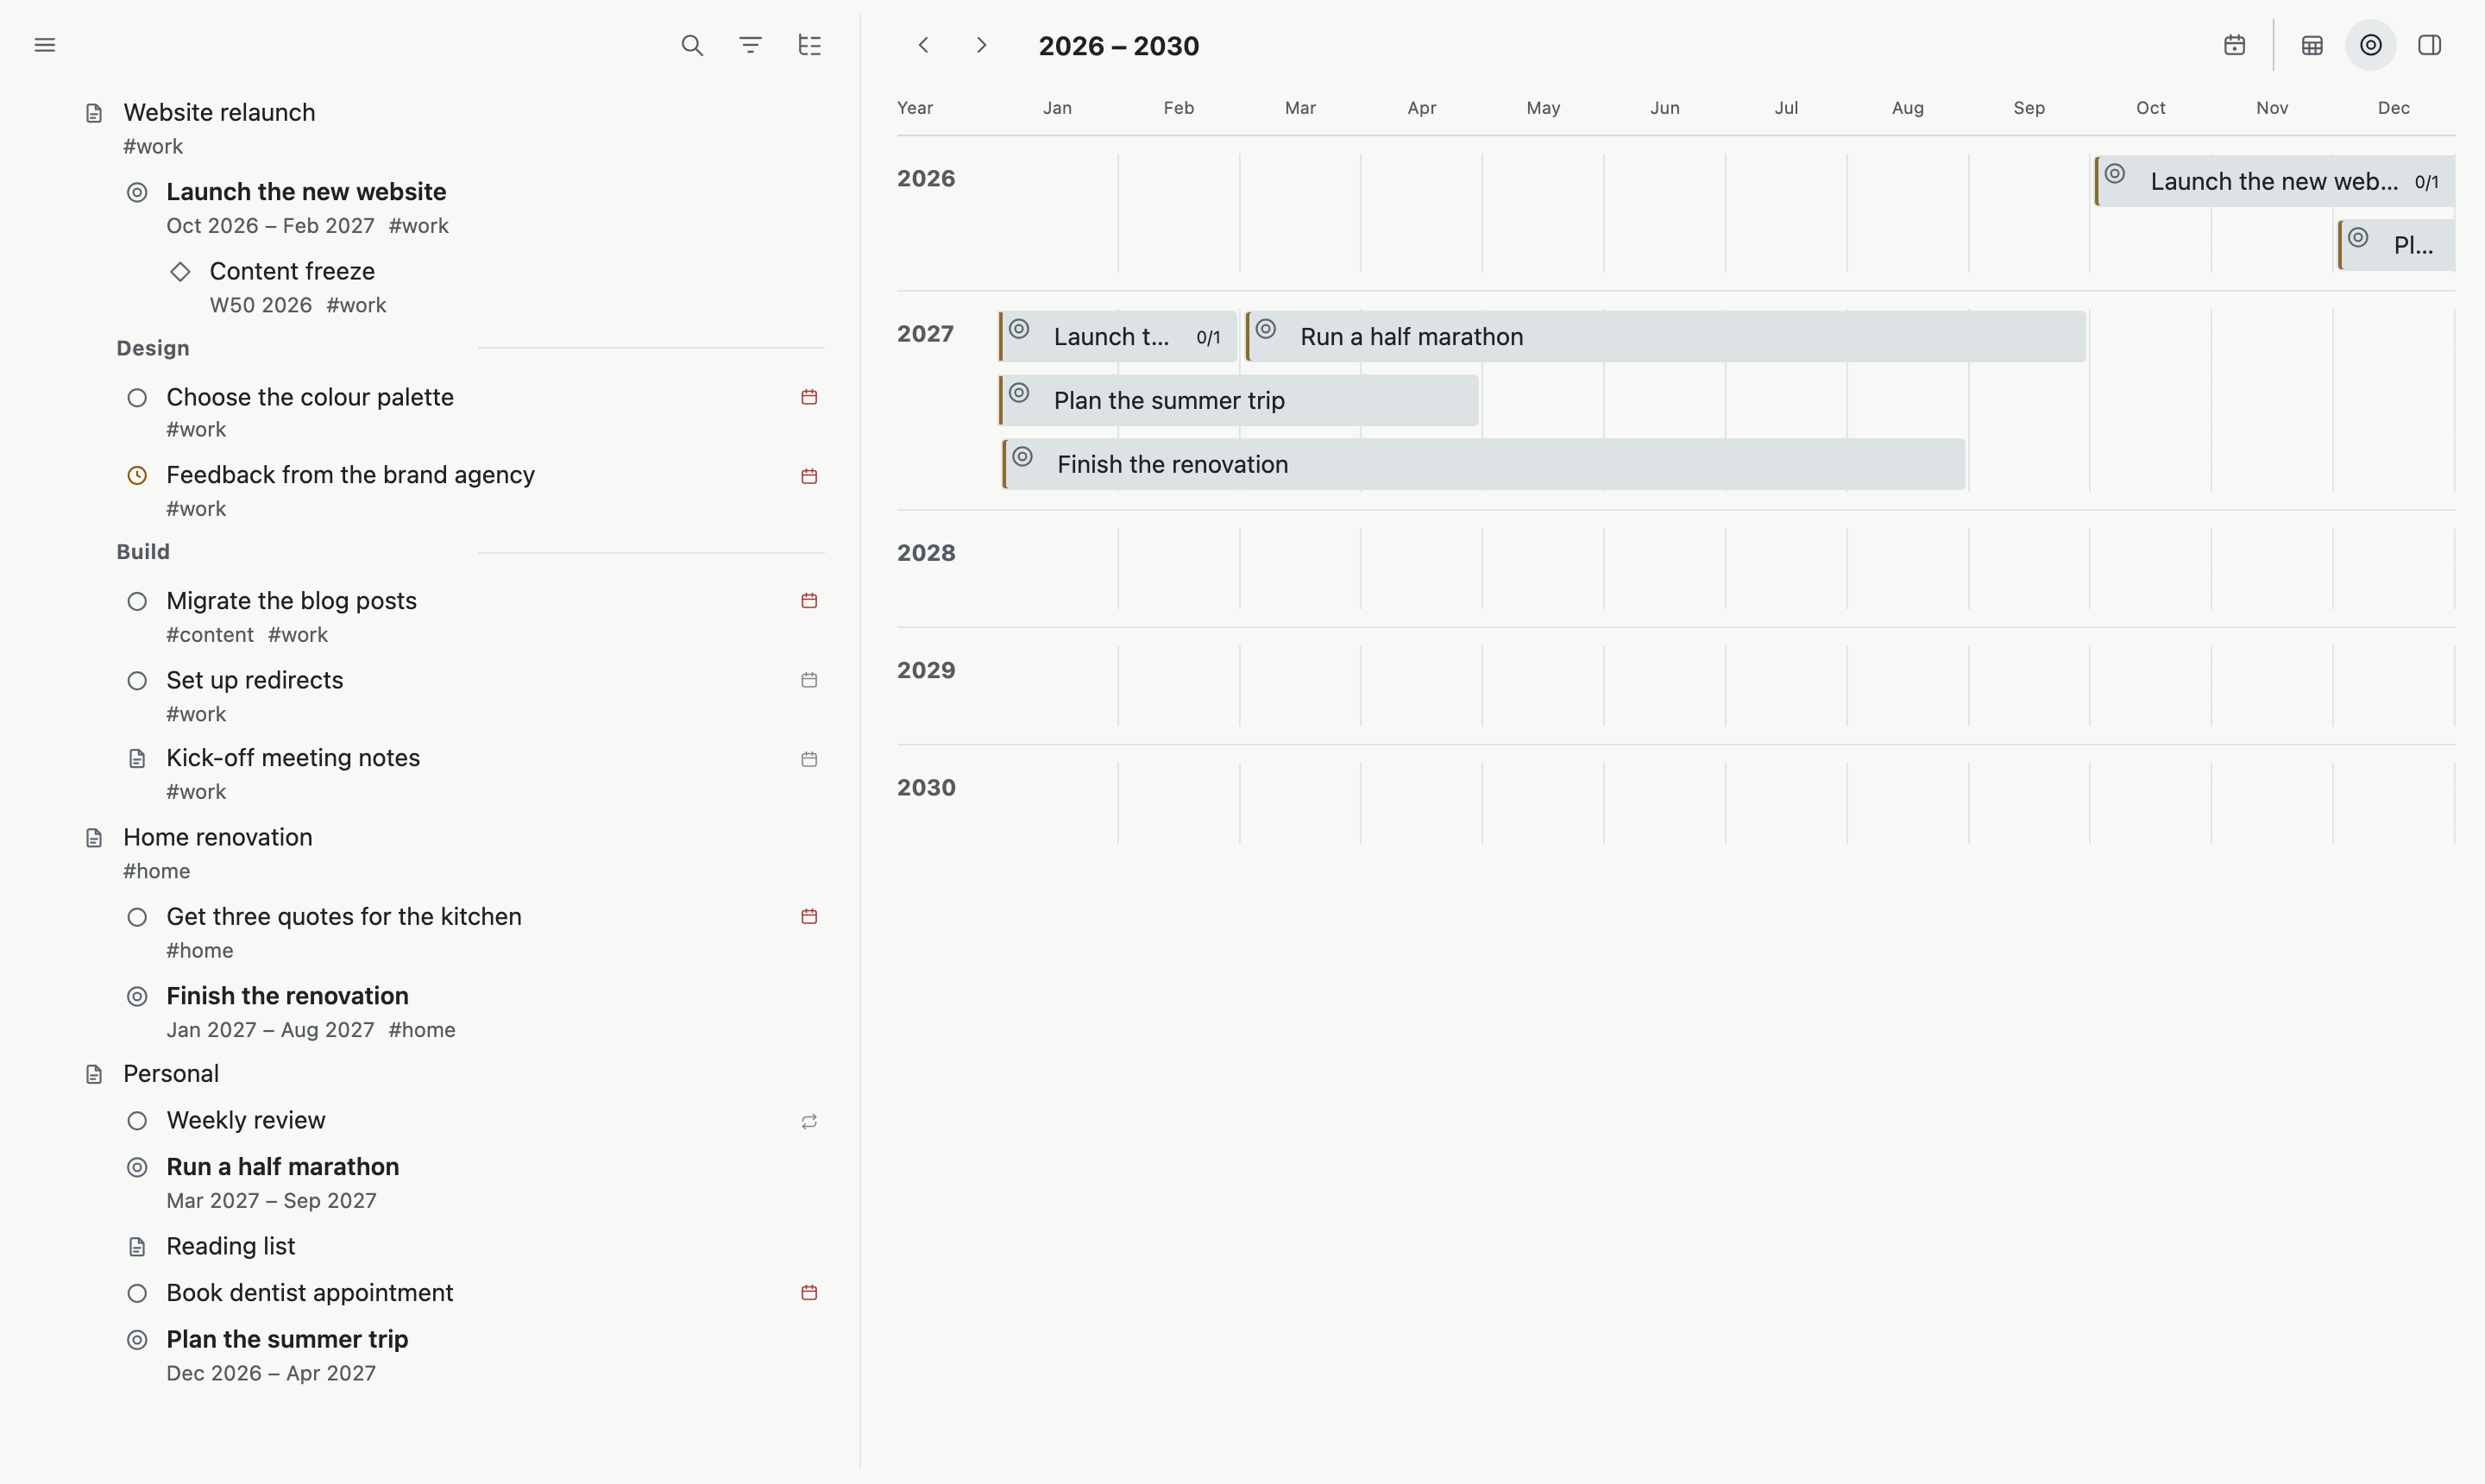 Website relaunch
#work
Launch the new website
Oct 2026 – Feb 2027 #work
Content freeze
W50 2026 #work
Design
Choose the colour palette
#work
Feedback from the brand agency
#work
Build
Migrate the blog posts
#content #work
Set up redirects
#work
Kick-off meeting notes
#work
Home renovation
#home
Get three quotes for the kitchen
#home
Finish the renovation
Jan 2027 – Aug 2027 #home
Personal
Weekly review
Run a half marathon
Mar 2027 – Sep 2027
Reading list
Book dentist appointment
Plan the summer trip
Dec 2026 – Apr 2027
2026 – 2030
Year Jan Feb Mar Apr May Jun Jul Aug Sep Oct Nov Dec
2026
Launch the new web... 0/1
Pl...
2027
Launch t... 0/1
Run a half marathon
Plan the summer trip
Finish the renovation
2028
2029
2030